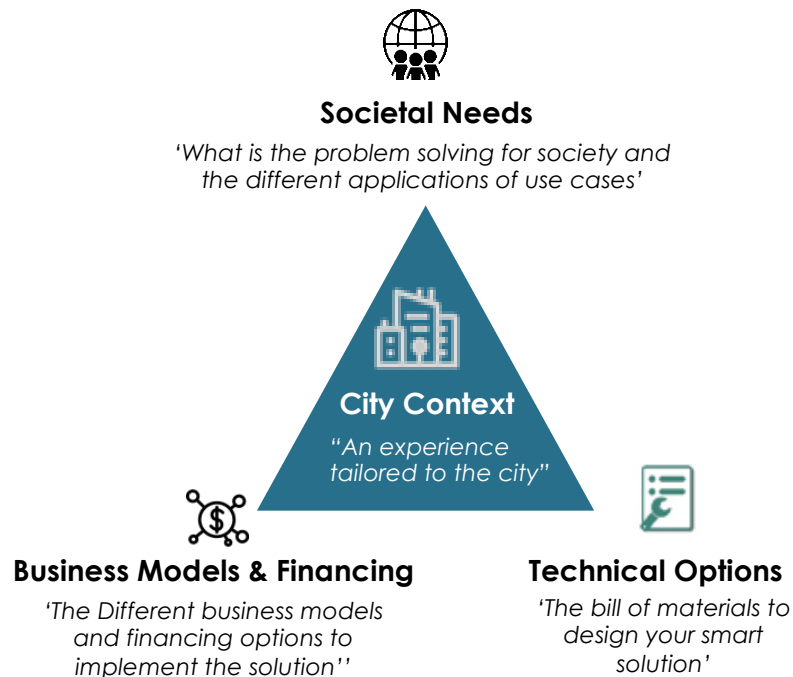 Societal Needs
‘What is the problem solving for society and
the different applications of use cases’
City Context
“An experience
tailored to the city”
$
Business Models & Financing
‘The Different business models
and financing options to
implement the solution’’
Technical Options
‘The bill of materials to
design your smart
solution’